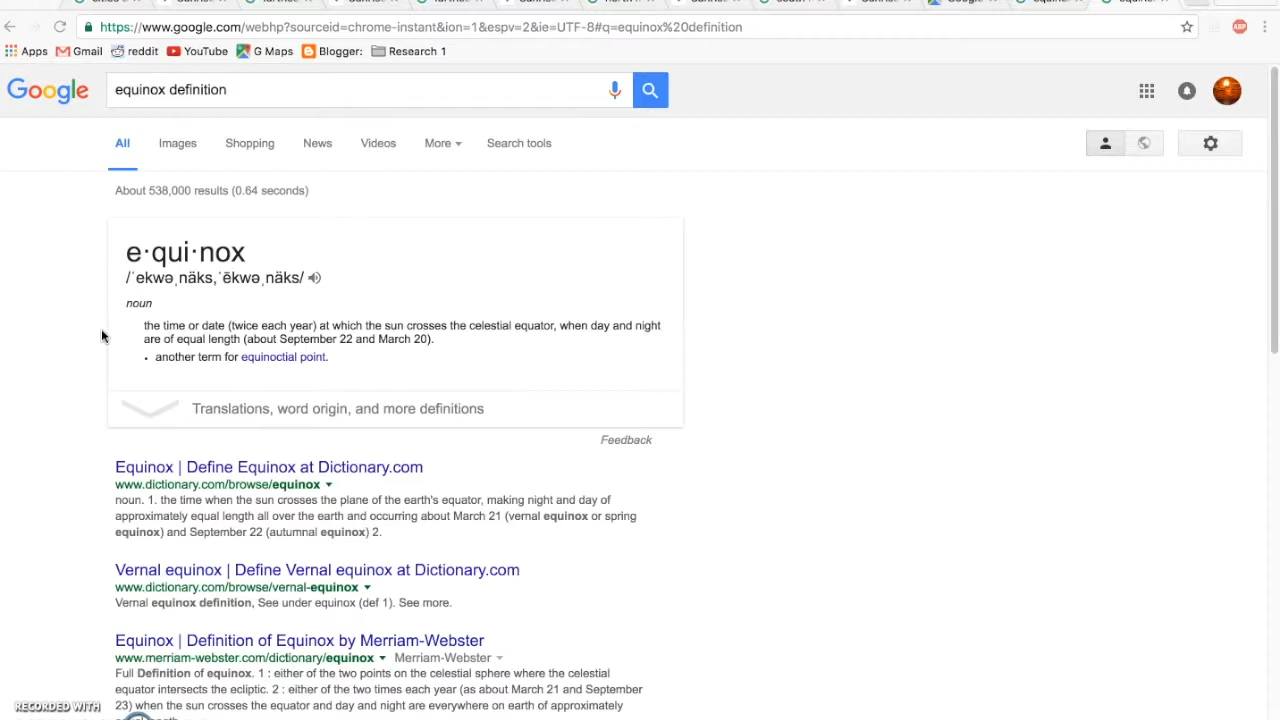 https://www.google.com/webhp?sourceid=chrome-instant&ion=1&espv=2&ie=UTF-8#q=equinox%20definition
Apps Gmail reddit YouTube G Maps Blogger: Research 1
Google equinox definition
All Images Shopping News Videos More Search tools
About 538,000 results (0.64 seconds)
e·qui·nox
/ˈekwəˌnäks,ˈēkwəˌnäks/
noun
the time or date (twice each year) at which the sun crosses the celestial equator, when day and night
are of equal length (about September 22 and March 20).
• another term for equinoctial point.
Translations, word origin, and more definitions
Feedback
Equinox | Define Equinox at Dictionary.com
www.dictionary.com/browse/equinox
noun. 1. the time when the sun crosses the plane of the earth's equator, making night and day of
approximately equal length all over the earth and occurring about March 21 (vernal equinox or spring
equinox) and September 22 (autumnal equinox) 2.
Vernal equinox | Define Vernal equinox at Dictionary.com
www.dictionary.com/browse/vernal-equinox
Vernal equinox definition, See under equinox (def 1). See more.
Equinox | Definition of Equinox by Merriam-Webster
www.merriam-webster.com/dictionary/equinox Merriam-Webster
Full Definition of equinox. 1 : either of the two points on the celestial sphere where the celestial
equator intersects the ecliptic. 2 : either of the two times each year (as about March 21 and September
23) when the sun crosses the equator and day and night are everywhere on earth of approximately
RECORDED WITH